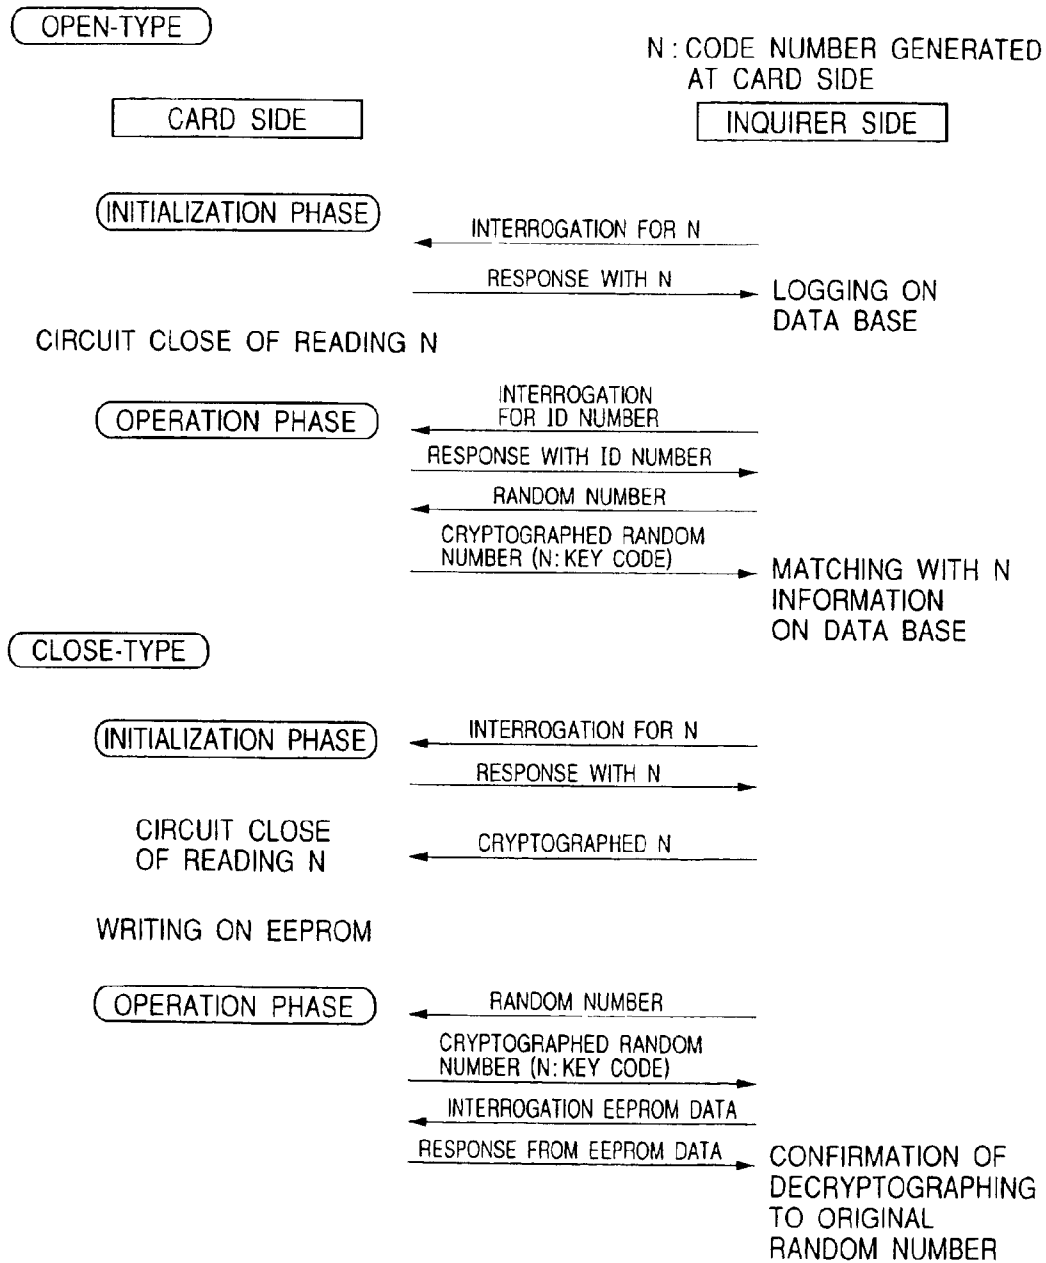 OPEN-TYPE
N : CODE NUMBER GENERATED
AT CARD SIDE
CARD SIDE
INQUIRER SIDE
INITIALIZATION PHASE
INTERROGATION FOR N
RESPONSE WITH N
LOGGING ON
DATA BASE
CIRCUIT CLOSE OF READING N
OPERATION PHASE
INTERROGATION
FOR ID NUMBER
RESPONSE WITH ID NUMBER
RANDOM NUMBER
CRYPTOGRAPHED RANDOM
NUMBER (N:KEY CODE)
MATCHING WITH N
INFORMATION
ON DATA BASE
CLOSE-TYPE
INITIALIZATION PHASE
INTERROGATION FOR N
RESPONSE WITH N
CIRCUIT CLOSE
OF READING N
CRYPTOGRAPHED N
WRITING ON EEPROM
OPERATION PHASE
RANDOM NUMBER
CRYPTOGRAPHED RANDOM
NUMBER (N:KEY CODE)
INTERROGATION EEPROM DATA
RESPONSE FROM EEPROM DATA
CONFIRMATION OF
DECRYPTOGRAPHING
TO ORIGINAL
RANDOM NUMBER